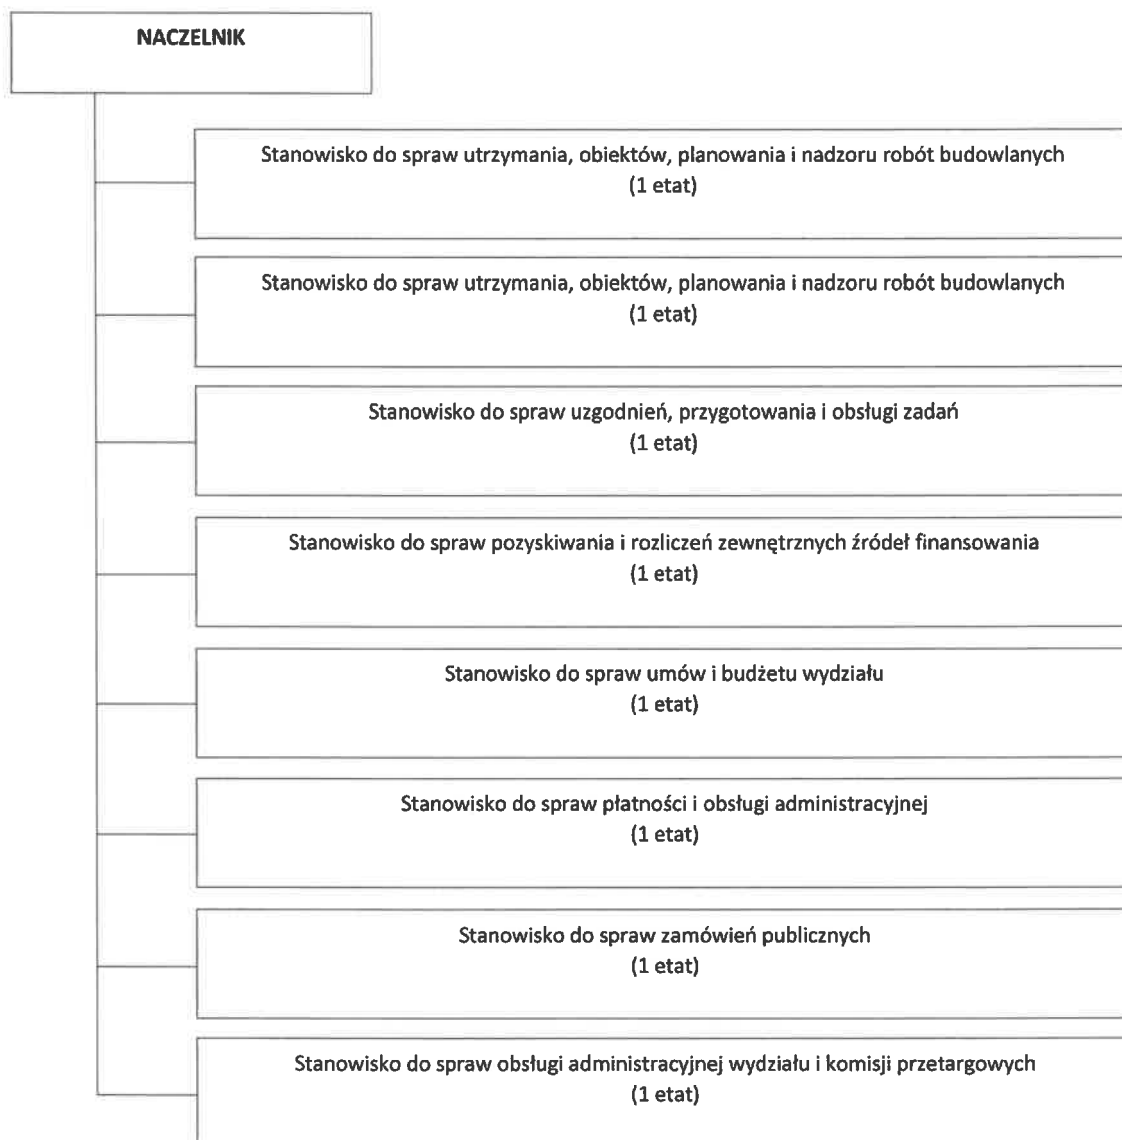 NACZELNIK
Stanowisko do spraw utrzymania, obiektów, planowania i nadzoru robót budowlanych
(1 etat)
Stanowisko do spraw utrzymania, obiektów, planowania i nadzoru robót budowlanych
(1 etat)
Stanowisko do spraw uzgodnień, przygotowania i obsługi zadań
(1 etat)
Stanowisko do spraw pozyskiwania i rozliczeń zewnętrznych źródeł finansowania
(1 etat)
Stanowisko do spraw umów i budżetu wydziału
(1 etat)
Stanowisko do spraw płatności i obsługi administracyjnej
(1 etat)
Stanowisko do spraw zamówień publicznych
(1 etat)
Stanowisko do spraw obsługi administracyjnej wydziału i komisji przetargowych
(1 etat)